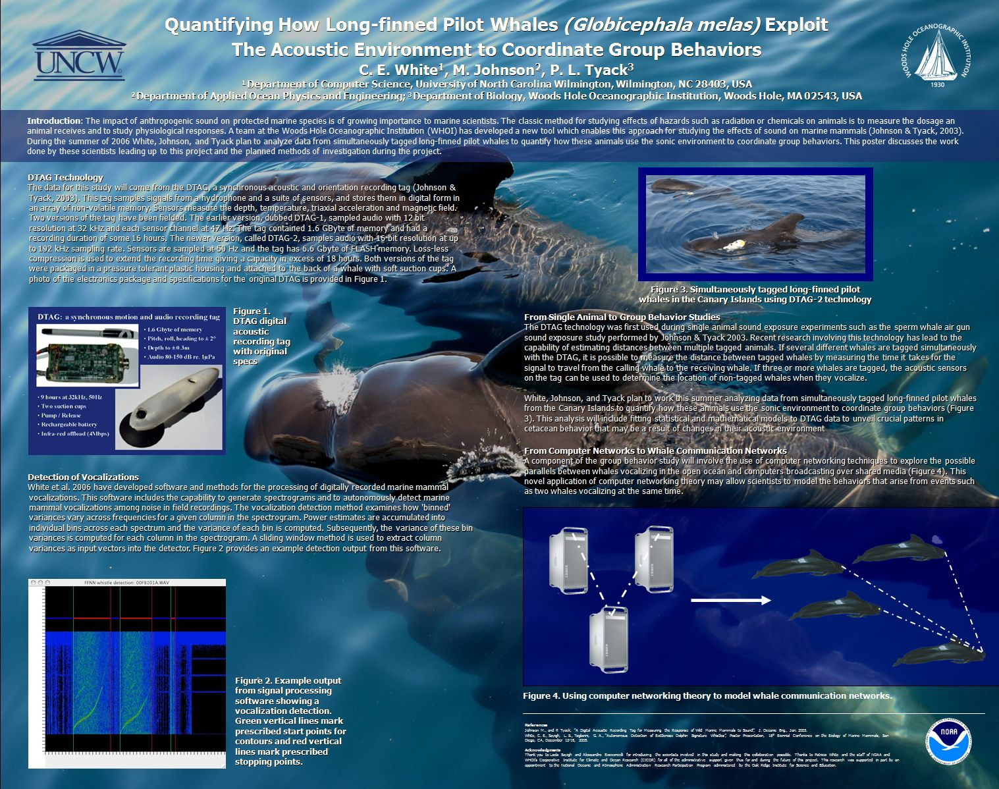 Quantifying How Long-finned Pilot Whales (Globicephala melas) Exploit
The Acoustic Environment to Coordinate Group Behaviors
C. E. White1, M. Johnson2, P. L. Tyack3
1 Department of Computer Science, University of North Carolina Wilmington, Wilmington, NC 28403, USA
2 Department of Applied Ocean Physics and Engineering; 3 Department of Biology, Woods Hole Oceanographic Institution, Woods Hole, MA 02543, USA
UNCW
WOODS HOLE OCEANOGRAPHIC INSTITUTION
1930
Introduction: The impact of anthropogenic sound on protected marine species is of growing importance to marine scientists. The classic method for studying effects of hazards such as radiation or chemicals on animals is to measure the dosage an
animal receives and to study physiological responses. A team at the Woods Hole Oceanographic Institution (WHOI) has developed a new tool which enables this approach for studying the effects of sound on marine mammals (Johnson & Tyack, 2003).
During the summer of 2006 White, Johnson, and Tyack plan to analyze data from simultaneously tagged long-finned pilot whales to quantify how these animals use the sonic environment to coordinate group behaviors. This poster discusses the work
done by these scientists leading up to this project and the planned methods of investigation during the project.
DTAG Technology
The data for this study will come from the DTAG, a synchronous acoustic and orientation recording tag (Johnson &
Tyack, 2003). This tag samples signals from a hydrophone and a suite of sensors, and stores them in digital form in
an array of non-volatile memory. Sensors measure the depth, temperature, triaxial acceleration and magnetic field.
Two versions of the tag have been fielded. The earlier version, dubbed DTAG-1, sampled audio with 12 bit
resolution at 32 kHz and each sensor channel at 47 Hz. The tag contained 1.6 GByte of memory and had a
recording duration of some 16 hours. The newer version, called DTAG-2, samples audio with 16 bit resolution at up
to 192 kHz sampling rate. Sensors are sampled at 50 Hz and the tag has 6.6 Gbyte of FLASH memory. Loss-less
compression is used to extend the recording time giving a capacity in excess of 18 hours. Both versions of the tag
were packaged in a pressure tolerant plastic housing and attached to the back of a whale with soft suction cups. A
photo of the electronics package and specifications for the original DTAG is provided in Figure 1.
DTAG: a synchronous motion and audio recording tag
• 1.6 Gbyte of memory
• Pitch, roll, heading to ± 2°
• Depth to ±0.3m
• Audio 80-150 dB re. 1µPa
• 9 hours at 32kHz, 50Hz
• Two suction cups
• Pump / Release
• Rechargeable battery
• Infra-red offload (4Mbps)
Figure 1.
DTAG digital
acoustic
recording tag
with original
specs
Detection of Vocalizations
White et al. 2006 have developed software and methods for the processing of digitally recorded marine mammal
vocalizations. This software includes the capability to generate spectrograms and to autonomously detect marine
mammal vocalizations among noise in field recordings. The vocalization detection method examines how 'binned'
variances vary across frequencies for a given column in the spectrogram. Power estimates are accumulated into
individual bins across each spectrum and the variance of each bin is computed. Subsequently, the variance of these bin
variances is computed for each column in the spectrogram. A sliding window method is used to extract column
variances as input vectors into the detector. Figure 2 provides an example detection output from this software.
FFNN whistle detection: 00F8101A.WAV
Figure 2. Example output
from signal processing
software showing a
vocalization detection.
Green vertical lines mark
prescribed start points for
contours and red vertical
lines mark prescribed
stopping points.
Figure 3. Simultaneously tagged long-finned pilot
whales in the Canary Islands using DTAG-2 technology
From Single Animal to Group Behavior Studies
The DTAG technology was first used during single animal sound exposure experiments such as the sperm whale air gun
sound exposure study performed by Johnson & Tyack 2003. Recent research involving this technology has lead to the
capability of estimating distances between multiple tagged animals. If several different whales are tagged simultaneously
with the DTAG, it is possible to measure the distance between tagged whales by measuring the time it takes for the
signal to travel from the calling whale to the receiving whale. If three or more whales are tagged, the acoustic sensors
on the tag can be used to determine the location of non-tagged whales when they vocalize.
White, Johnson, and Tyack plan to work this summer analyzing data from simultaneously tagged long-finned pilot whales
from the Canary Islands to quantify how these animals use the sonic environment to coordinate group behaviors (Figure
3). This analysis will include fitting statistical and mathematical models to DTAG data to unveil crucial patterns in
cetacean behavior that may be a result of changes in their acoustic environment
From Computer Networks to Whale Communication Networks
A component of the group behavior study will involve the use of computer networking techniques to explore the possible
parallels between whales vocalizing in the open ocean and computers broadcasting over shared media (Figure 4). This
novel application of computer networking theory may allow scientists to model the behaviors that arise from events such
as two whales vocalizing at the same time.
Figure 4. Using computer networking theory to model whale communication networks.
References
Johnson M., and P. Tyack, "A Digital Acoustic Recording Tag for Measuring the Response of Wild Marine Mammals to Sound", J. Oceanic Eng., Jan. 2003.
White, C. E., Sayigh, L. S., Tagliarini, G. A., "Autonomous Detection of Bottlenose Dolphin Signature Whistles", Poster Presentation, 16th Biennial Conference on the Biology of Marine Mammals, San
Diego, CA, December 12-16, 2005.
Acknowledgments
Thank you to Laela Sayigh and Alessandro Bocconcelli for introducing the scientists involved in this study and making this collaboration possible. Thanks to Patricia White and the staff of NOAA and
WHOI's Cooperative Institute for Climate and Ocean Research (CICOR) for all of the administrative support given thus far and during the future of this project. This research was supported in part by an
appointment to the National Oceanic and Atmospheric Administration Research Participation Program administered by the Oak Ridge Institute for Science and Education.
NOAA